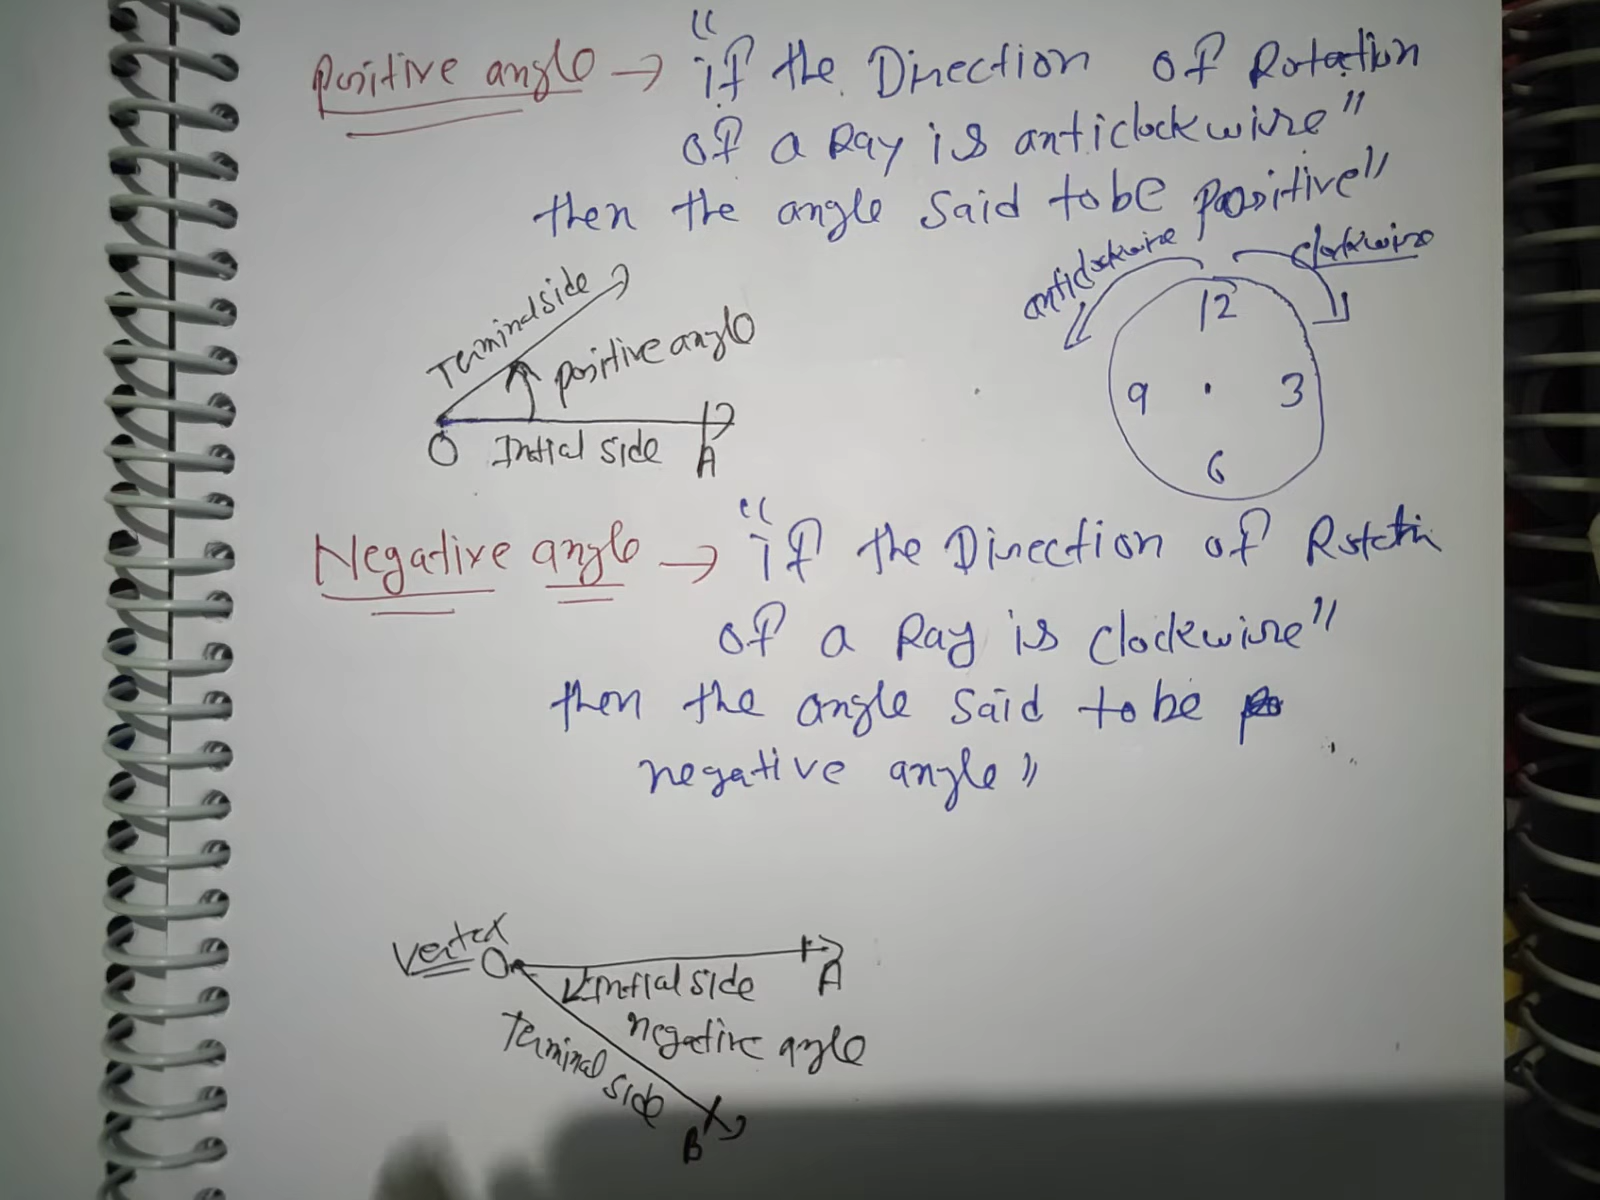 Positive angle → "if the Direction of Rotation
of a Ray is anticlockwise"
then the angle said to be positive"
anticlockwise clockwise
Terminal side
12
positive angle
9 3
O Initial side A
6
Negative angle → "if the Direction of Rotation
of a Ray is clockwise"
then the angle said to be
negative angle"
vertex O
Initial side A
negative angle
Terminal side
B